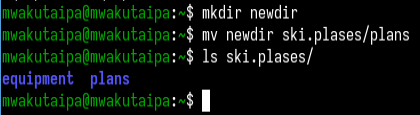 mwakutaipa@mwakutaipa:~$ mkdir newdir
mwakutaipa@mwakutaipa:~$ mv newdir ski.plases/plans
mwakutaipa@mwakutaipa:~$ ls ski.plases/
equipment plans
mwakutaipa@mwakutaipa:~$